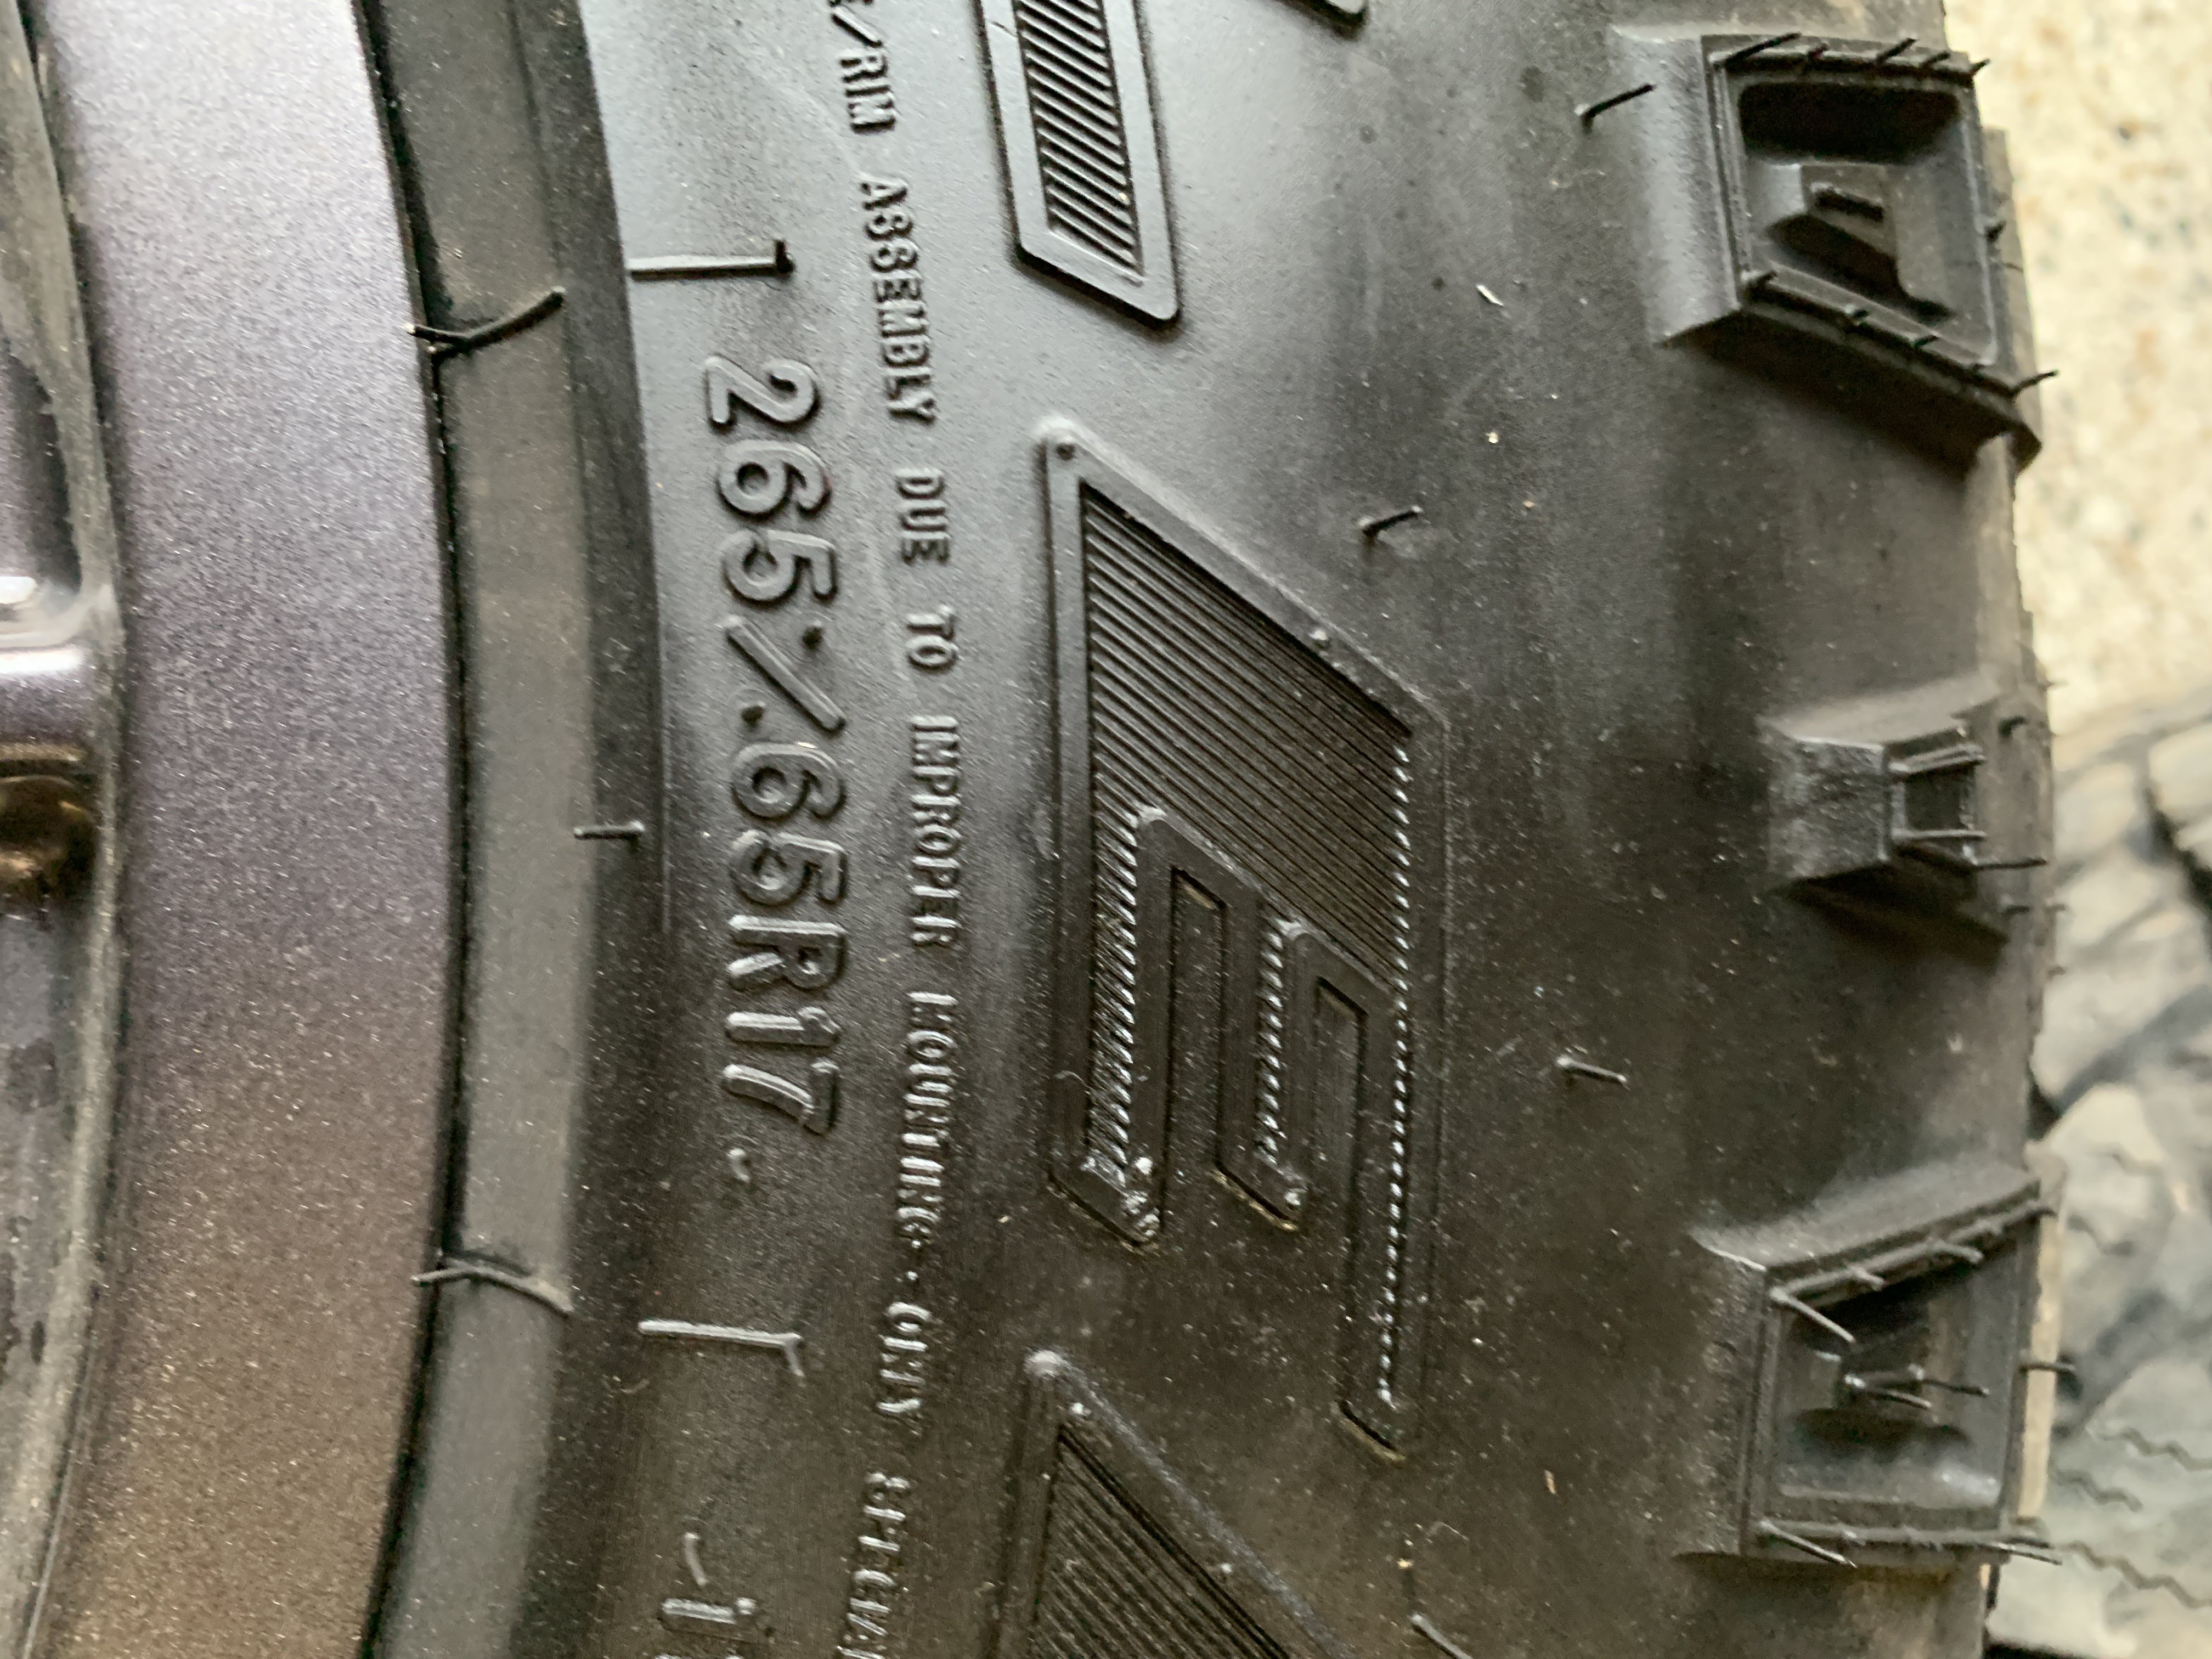 /RIM ASSEMBLY DUE TO IMPROPER MOUNTING. ONLY
265/65R17